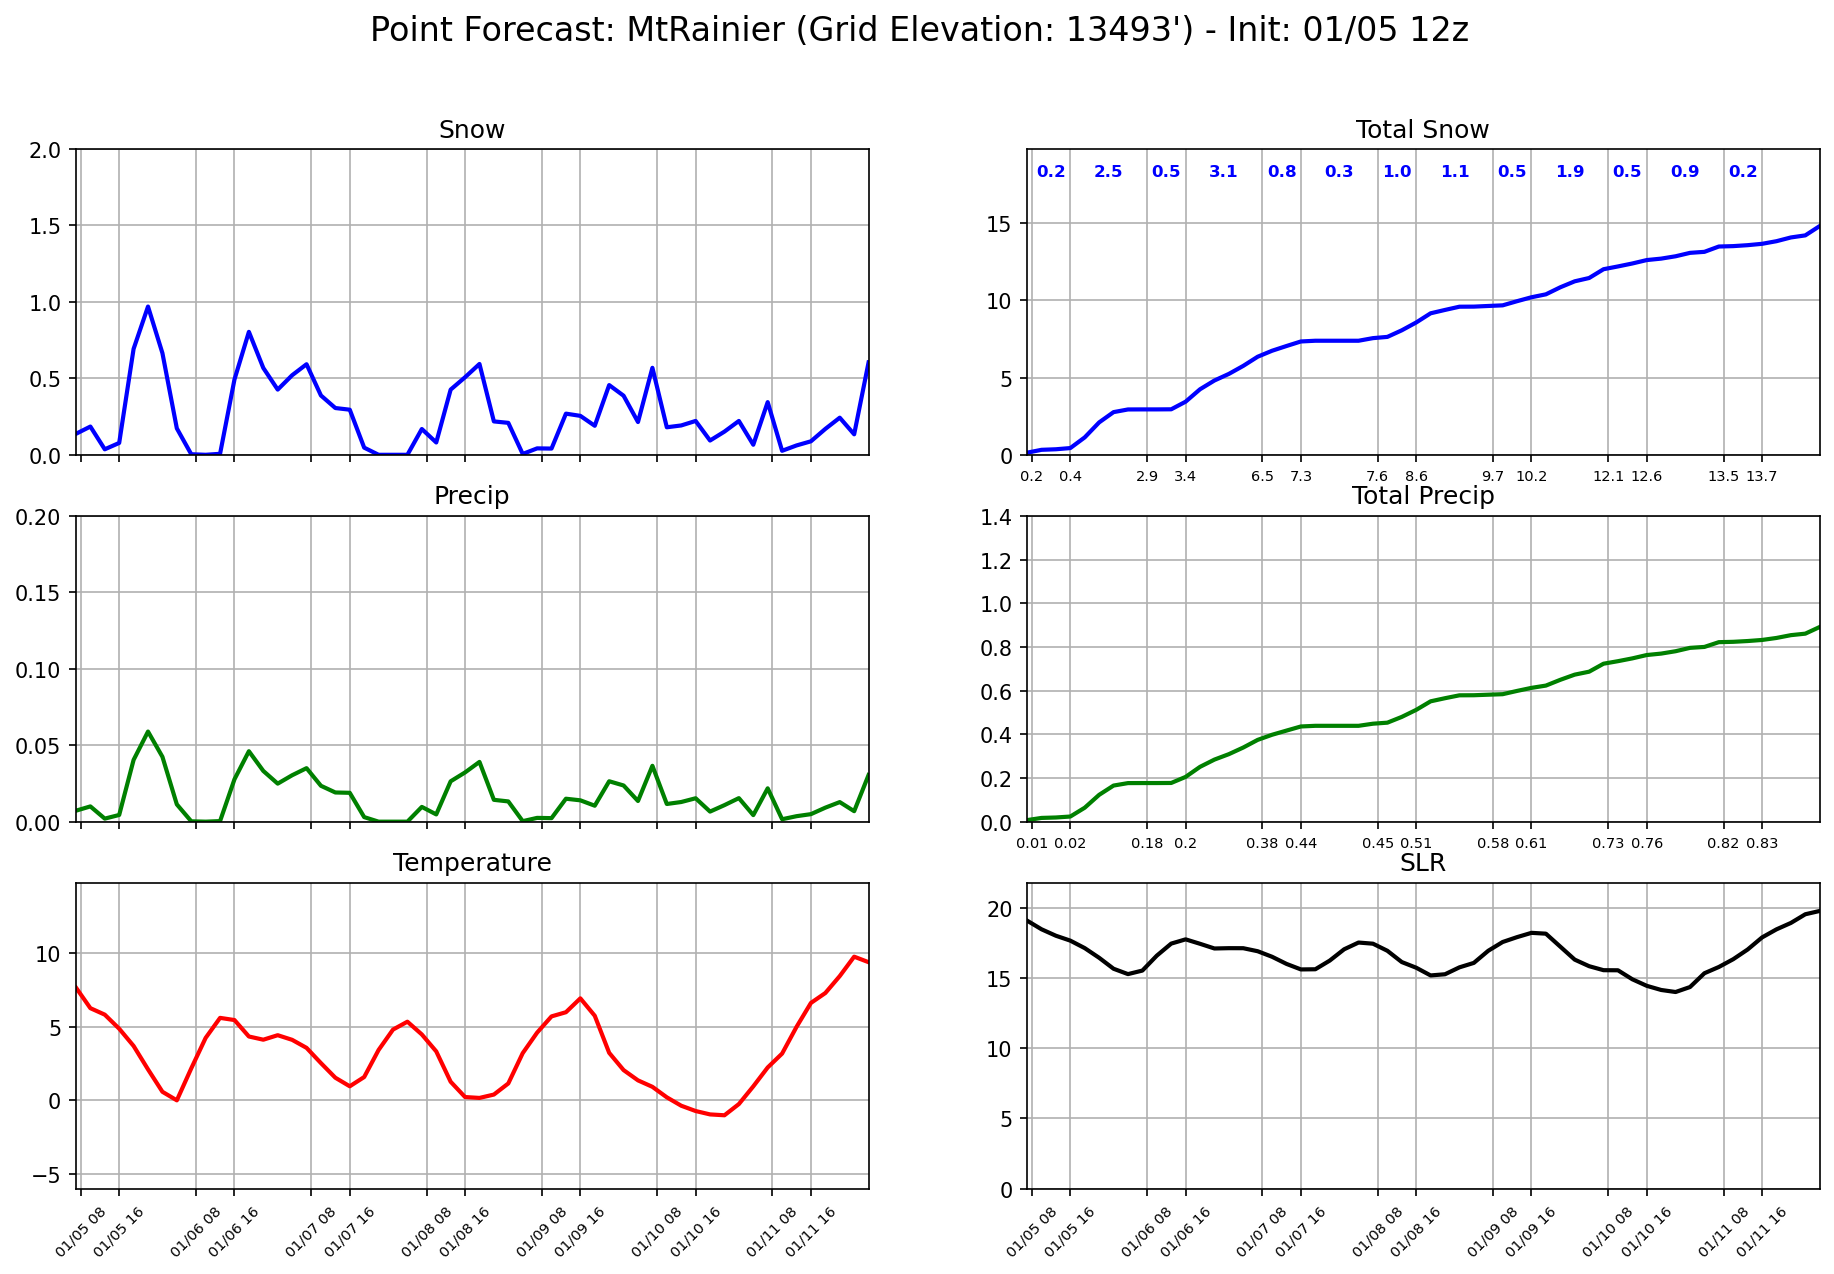 Point Forecast: MtRainier (Grid Elevation: 13493') - Init: 01/05 12z
Snow
2.0
1.5
1.0
0.5
0.0
Total Snow
0.2 2.5 0.5 3.1 0.8 0.3 1.0 1.1 0.5 1.9 0.5 0.9 0.2
15
10
5
0
0.2 0.4 2.9 3.4 6.5 7.3 7.6 8.6 9.7 10.2 12.1 12.6 13.5 13.7
Precip
0.20
0.15
0.10
0.05
0.00
Total Precip
1.4
1.2
1.0
0.8
0.6
0.4
0.2
0.0
0.01 0.02 0.18 0.2 0.38 0.44 0.45 0.51 0.58 0.61 0.73 0.76 0.82 0.83
Temperature
10
5
0
−5
01/05 08 01/05 16 01/06 08 01/06 16 01/07 08 01/07 16 01/08 08 01/08 16 01/09 08 01/09 16 01/10 08 01/10 16 01/11 08 01/11 16
SLR
20
15
10
5
0
01/05 08 01/05 16 01/06 08 01/06 16 01/07 08 01/07 16 01/08 08 01/08 16 01/09 08 01/09 16 01/10 08 01/10 16 01/11 08 01/11 16